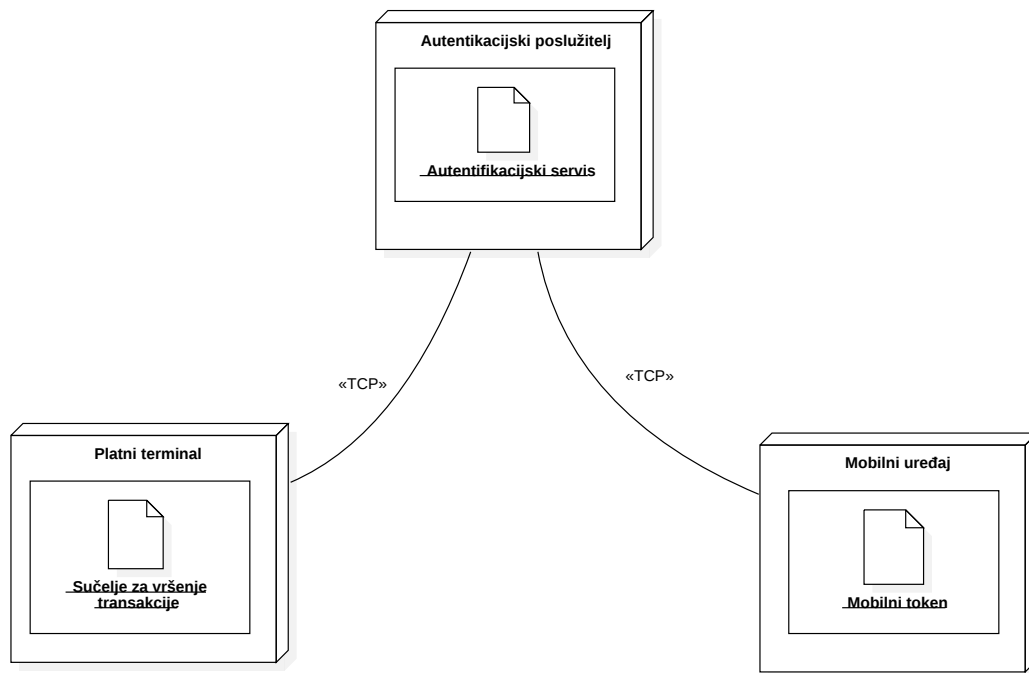 Autentikacijski poslužitelj
Autentifikacijski servis
«TCP»
«TCP»
Platni terminal
Sučelje za vršenje
transakcije
Mobilni uređaj
Mobilni token